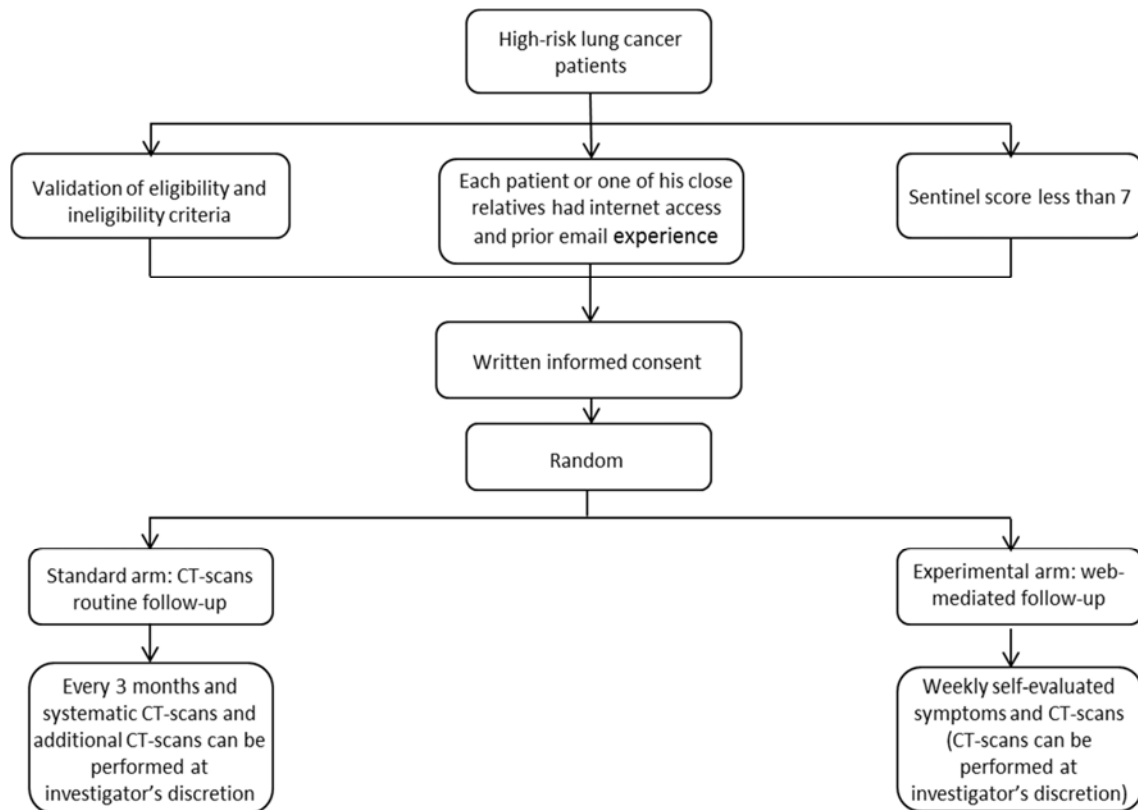 High-risk lung cancer
patients
Validation of eligibility and
ineligibility criteria
Each patient or one of his close
relatives had internet access
and prior email experience
Sentinel score less than 7
Written informed consent
Random
Standard arm: CT-scans
routine follow-up
Experimental arm: web-
mediated follow-up
Every 3 months and
systematic CT-scans and
additional CT-scans can be
performed at
investigator's discretion
Weekly self-evaluated
symptoms and CT-scans
(CT-scans can be
performed at
investigator's discretion)